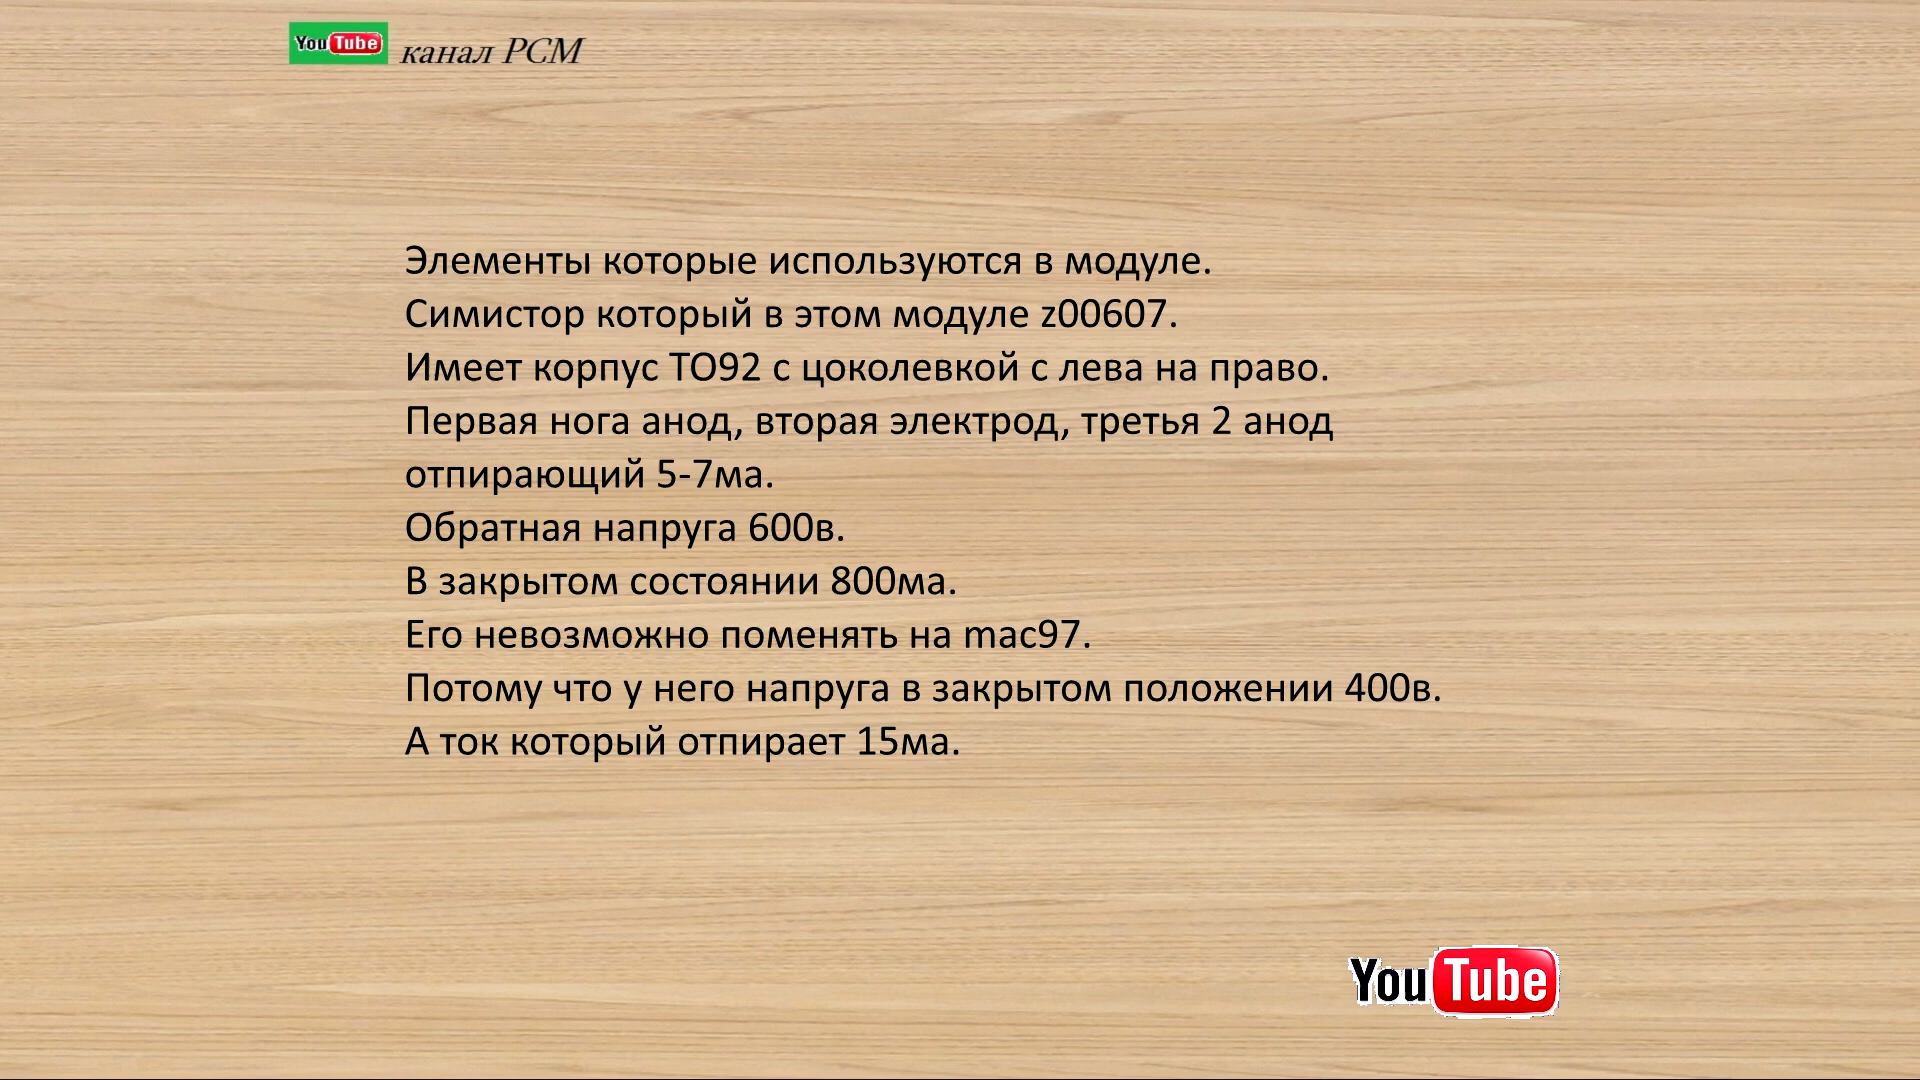 YouTube канал РСМ
Элементы которые используются в модуле.
Симистор который в этом модуле z00607.
Имеет корпус ТО92 с цоколевкой с лева на право.
Первая нога анод, вторая электрод, третья 2 анод
отпирающий 5-7ма.
Обратная напруга 600в.
В закрытом состоянии 800ма.
Его невозможно поменять на mac97.
Потому что у него напруга в закрытом положении 400в.
А ток который отпирает 15ма.
YouTube